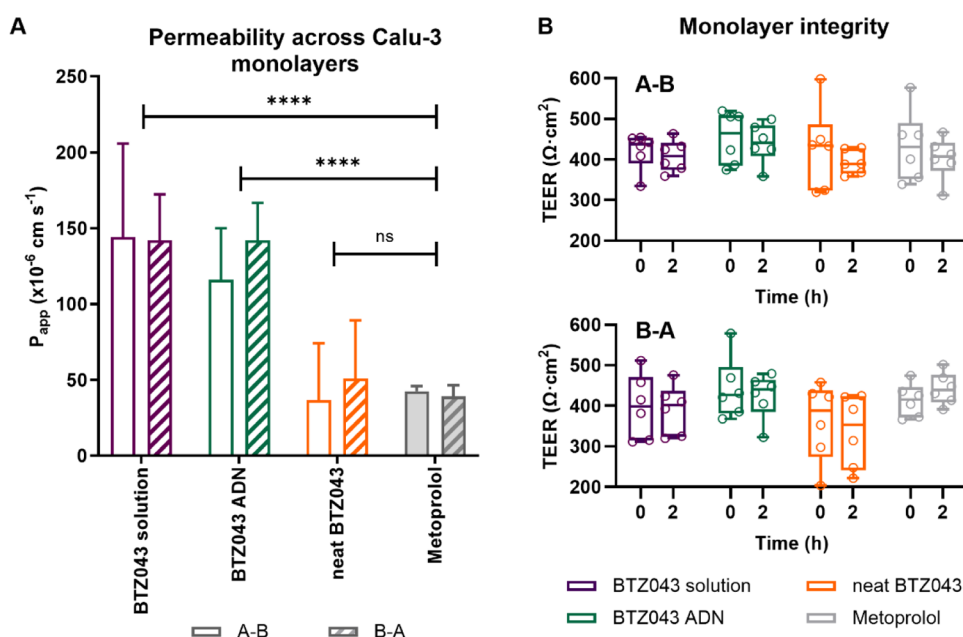 A
Permeability across Calu-3
monolayers
250
200
150
100
50
0
Papp (x10-6 cm s-1)
****
****
ns
BTZ043 solution
BTZ043 ADN
neat BTZ043
Metoprolol
A-B
B-A
B
Monolayer integrity
A-B
600
500
400
300
200
TEER (Ω·cm2)
0 2 0 2 0 2 0 2
Time (h)
B-A
600
500
400
300
200
TEER (Ω·cm2)
0 2 0 2 0 2 0 2
Time (h)
BTZ043 solution
neat BTZ043
BTZ043 ADN
Metoprolol